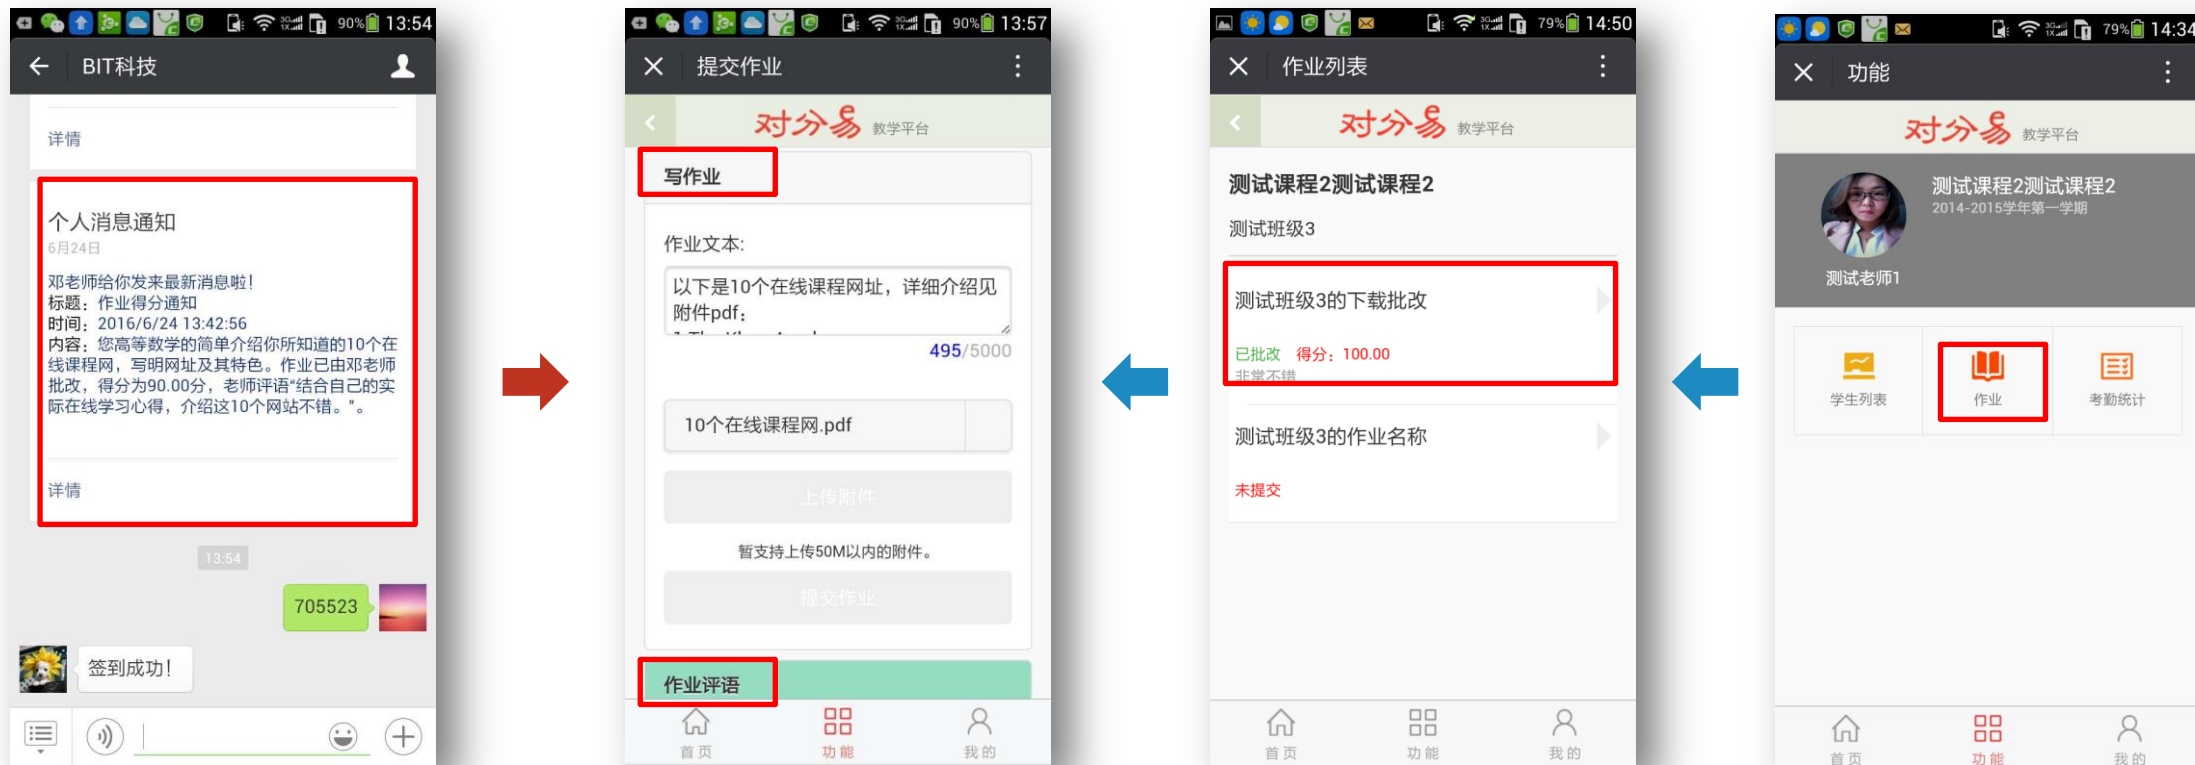 90% 13:54
BIT科技
详情
个人消息通知
6月24日
邓老师给你发来最新消息啦！
标题：作业得分通知
时间：2016/6/24 13:42:56
内容：您高等数学的简单介绍你所知道的10个在
线课程网，写明网址及其特色。作业已由邓老师
批改，得分为90.00分，老师评语“结合自己的实
际在线学习心得，介绍这10个网站不错。”。
详情
13:54
705523
签到成功！
90% 13:57
提交作业
对分易 教学平台
写作业
作业文本:
以下是10个在线课程网址，详细介绍见
附件pdf：
495/5000
10个在线课程网.pdf
上传附件
暂支持上传50M以内的附件。
提交作业
作业评语
首页 功能 我的
79% 14:50
作业列表
对分易 教学平台
测试课程2测试课程2
测试班级3
测试班级3的下载批改
已批改 得分：100.00
非常不错
测试班级3的作业名称
未提交
首页 功能 我的
79% 14:34
功能
对分易 教学平台
测试课程2测试课程2
2014-2015学年第一学期
测试老师1
学生列表 作业 考勤统计
首页 功能 我的